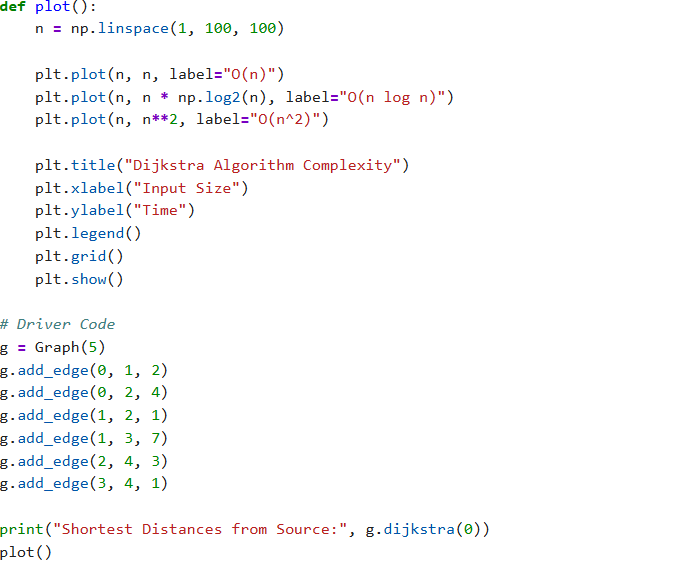 def plot():
    n = np.linspace(1, 100, 100)

    plt.plot(n, n, label="O(n)")
    plt.plot(n, n * np.log2(n), label="O(n log n)")
    plt.plot(n, n**2, label="O(n^2)")

    plt.title("Dijkstra Algorithm Complexity")
    plt.xlabel("Input Size")
    plt.ylabel("Time")
    plt.legend()
    plt.grid()
    plt.show()

# Driver Code
g = Graph(5)
g.add_edge(0, 1, 2)
g.add_edge(0, 2, 4)
g.add_edge(1, 2, 1)
g.add_edge(1, 3, 7)
g.add_edge(2, 4, 3)
g.add_edge(3, 4, 1)

print("Shortest Distances from Source:", g.dijkstra(0))
plot()